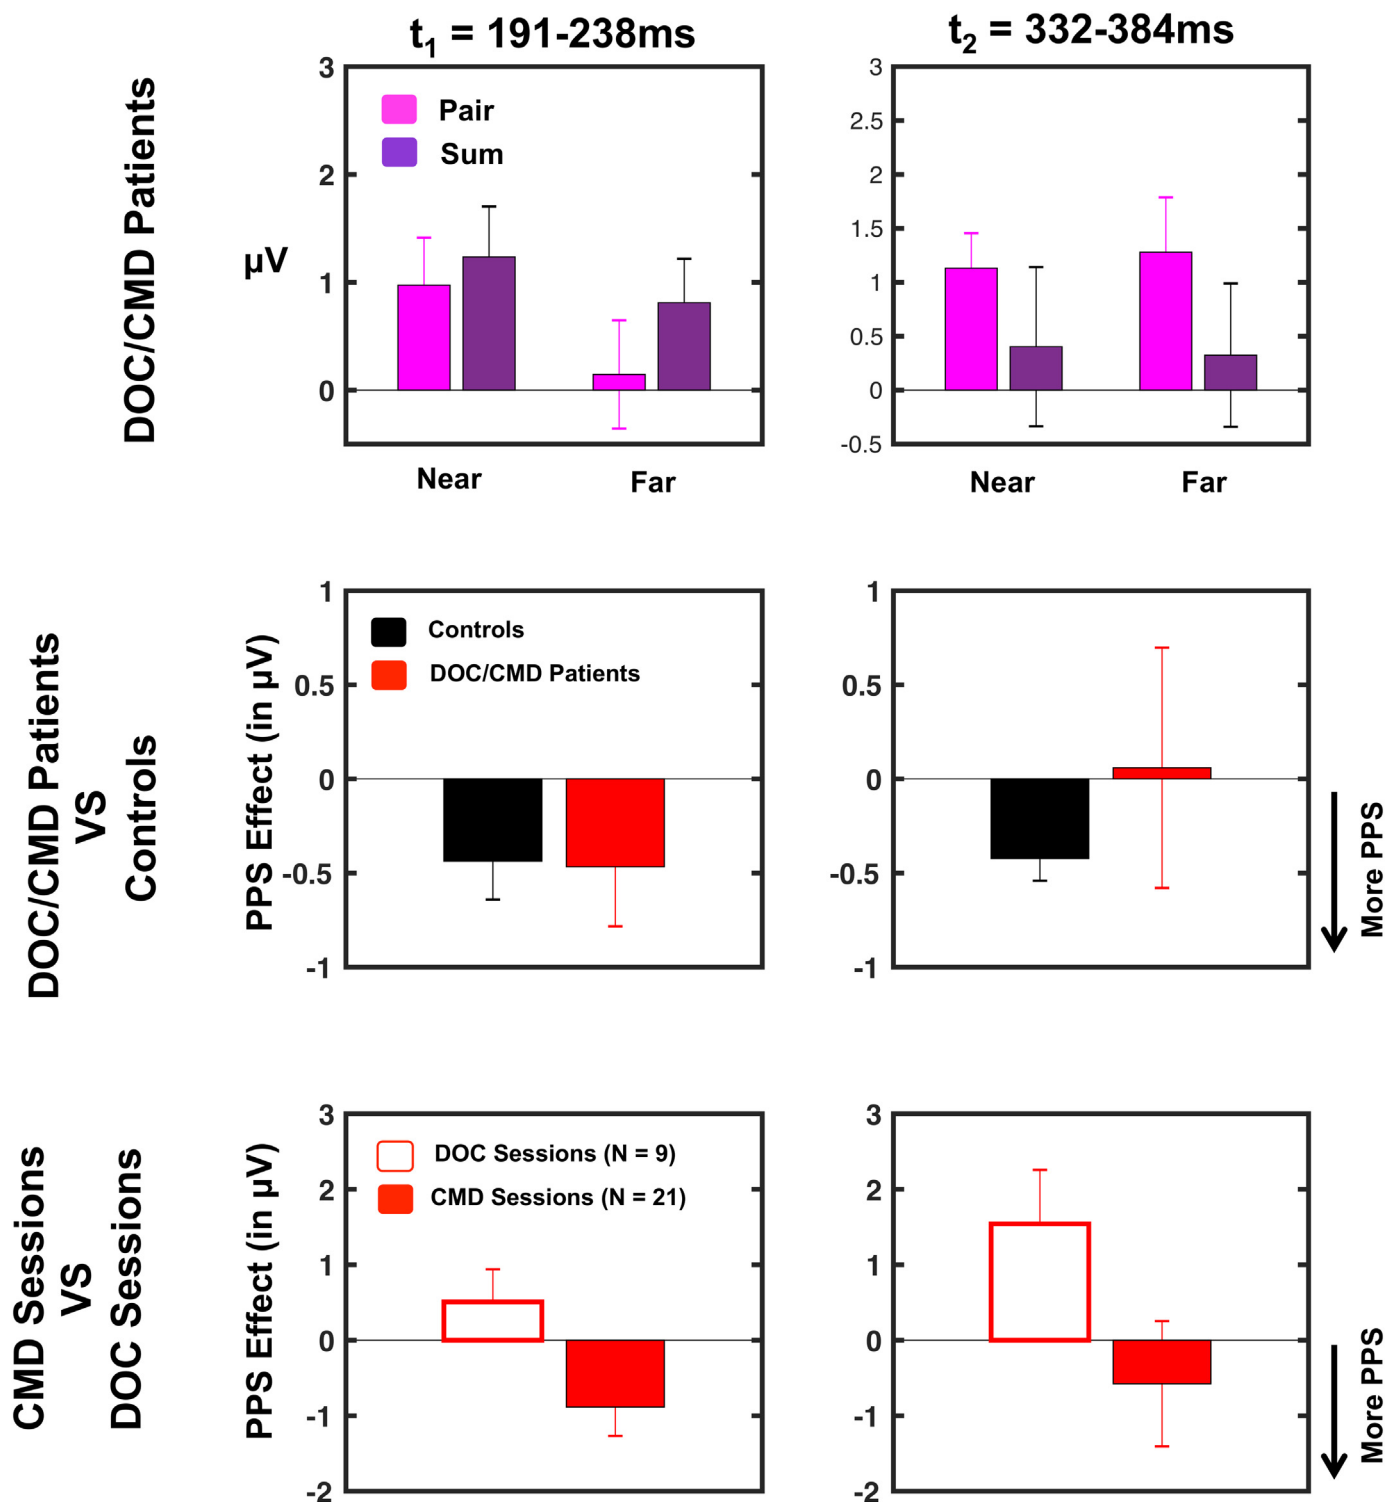 t1 = 191-238ms
t2 = 332-384ms
DOC/CMD Patients
µV
3
2
1
0
Pair
Sum
Near
Far
3
2.5
2
1.5
1
0.5
0
-0.5
Near
Far
DOC/CMD Patients
VS
Controls
PPS Effect (in µV)
1
0.5
0
-0.5
-1
Controls
DOC/CMD Patients
1
0.5
0
-0.5
-1
More PPS
CMD Sessions
VS
DOC Sessions
PPS Effect (in µV)
3
2
1
0
-1
-2
DOC Sessions (N = 9)
CMD Sessions (N = 21)
3
2
1
0
-1
-2
More PPS